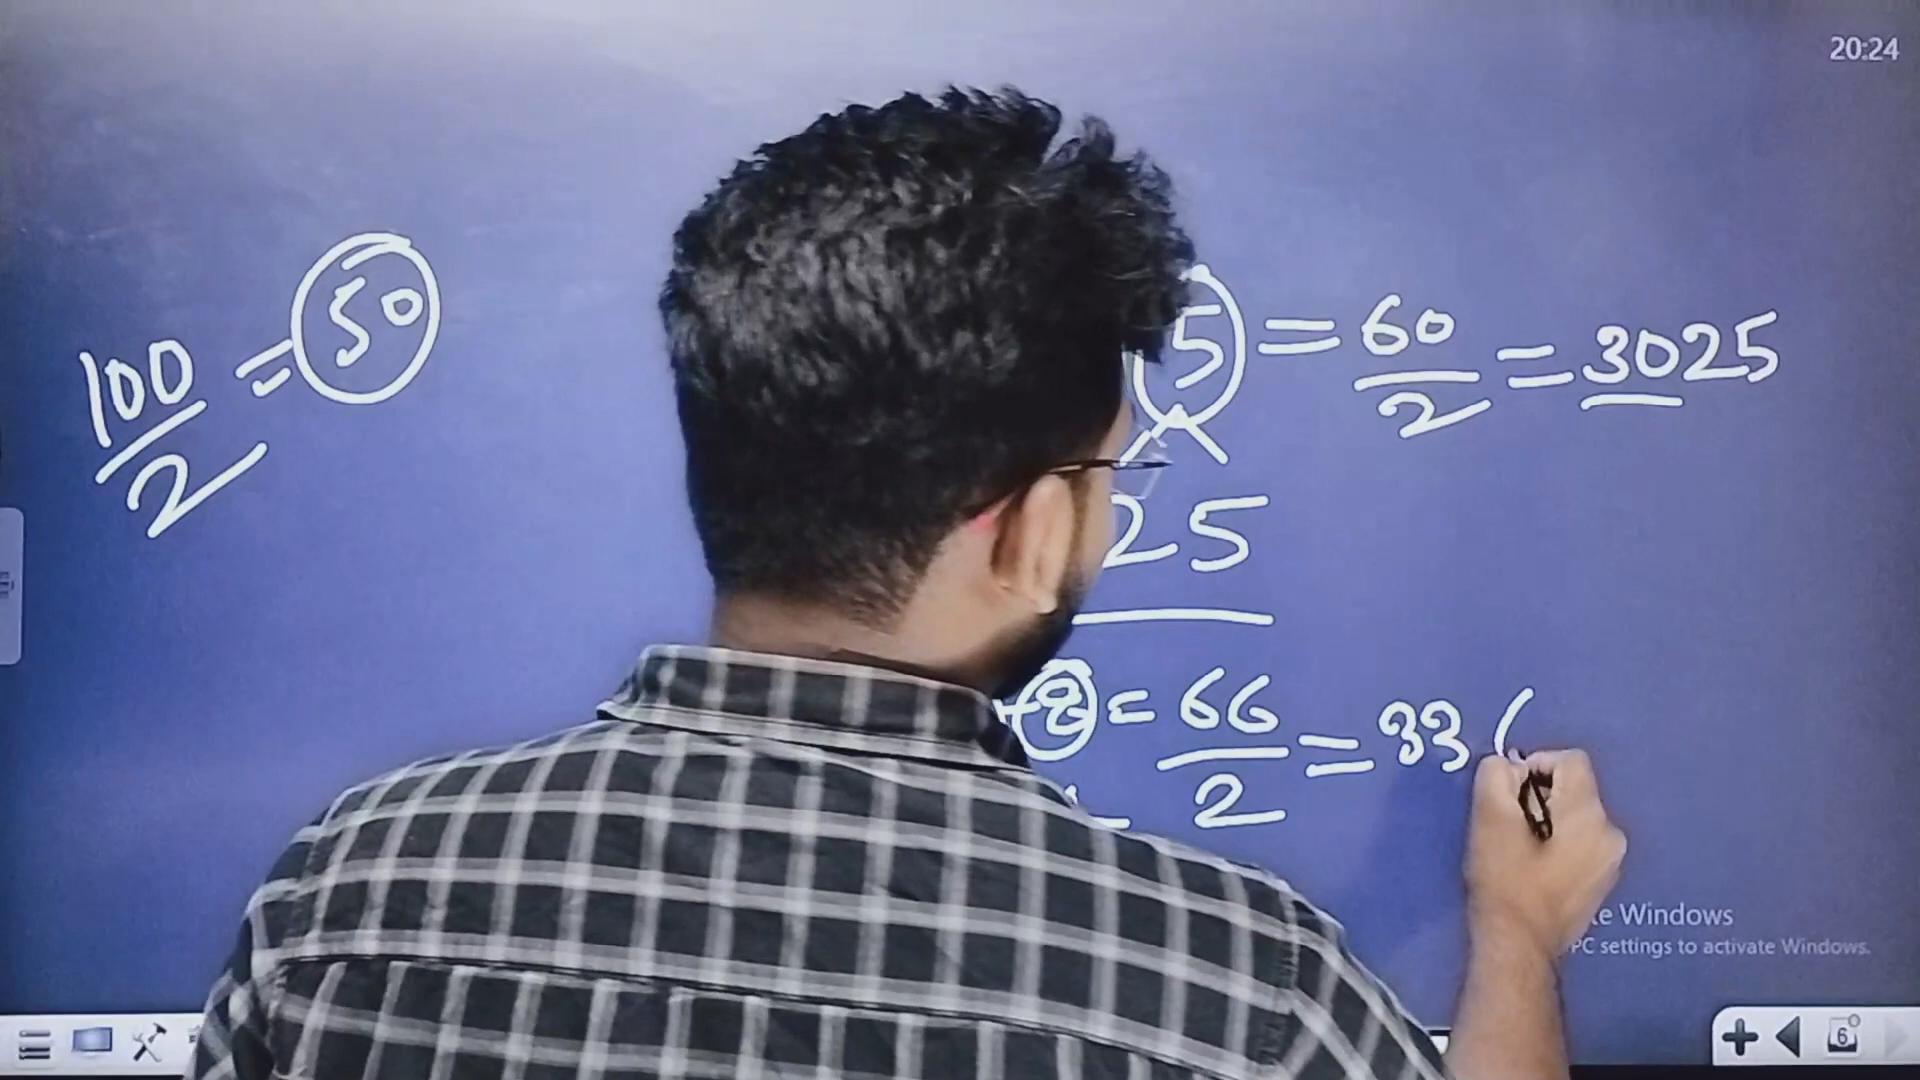 20:24
100/2 = 50
5 = 60/2 = 3025
25
8 = 66/2 = 33 (
Windows
PC settings to activate Windows.
6